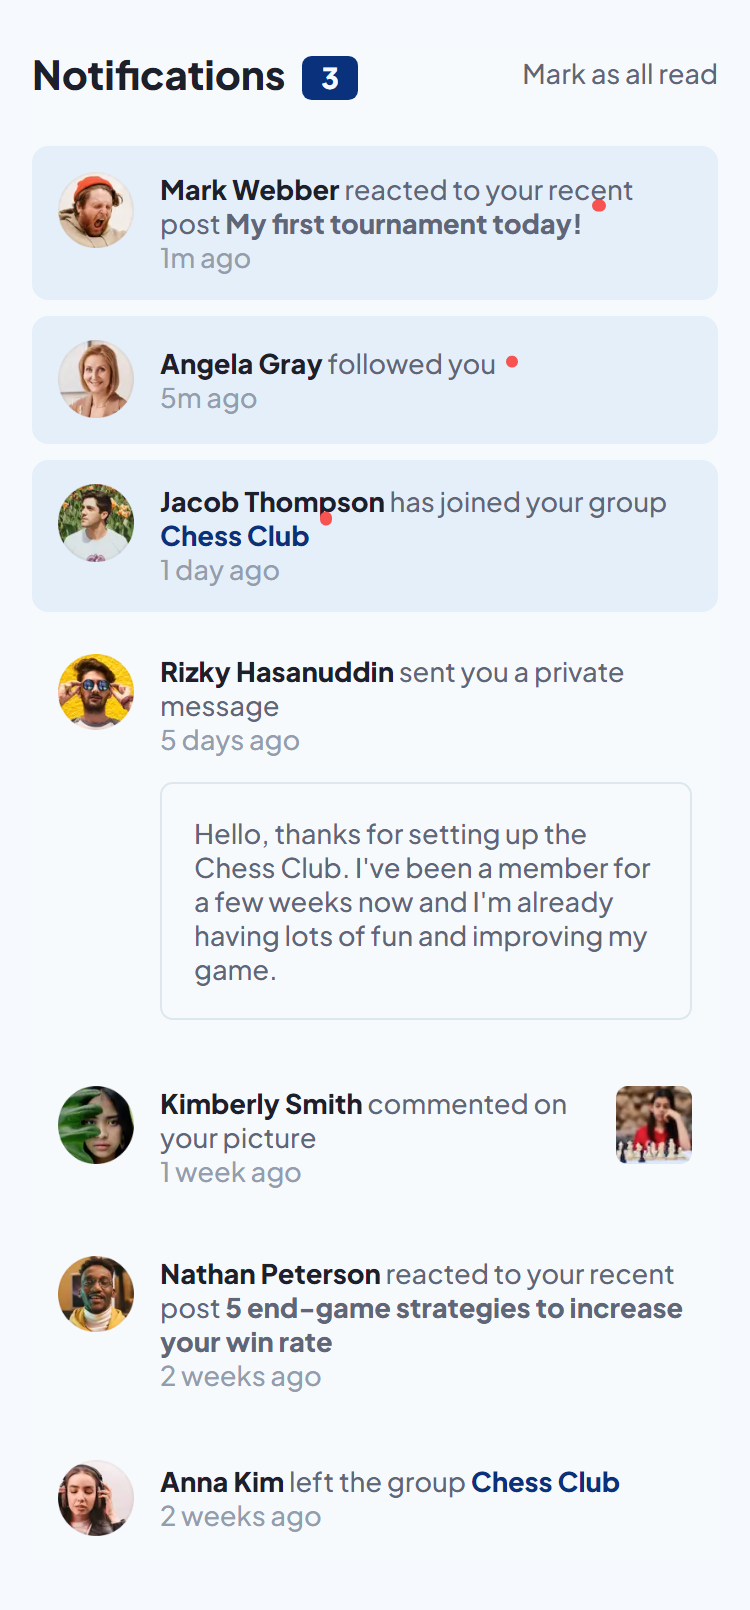 Notifications 3 Mark as all read
Mark Webber reacted to your recent
post My first tournament today!
1m ago
Angela Gray followed you
5m ago
Jacob Thompson has joined your group
Chess Club
1 day ago
Rizky Hasanuddin sent you a private
message
5 days ago
Hello, thanks for setting up the
Chess Club. I've been a member for
a few weeks now and I'm already
having lots of fun and improving my
game.
Kimberly Smith commented on
your picture
1 week ago
Nathan Peterson reacted to your recent
post 5 end-game strategies to increase
your win rate
2 weeks ago
Anna Kim left the group Chess Club
2 weeks ago